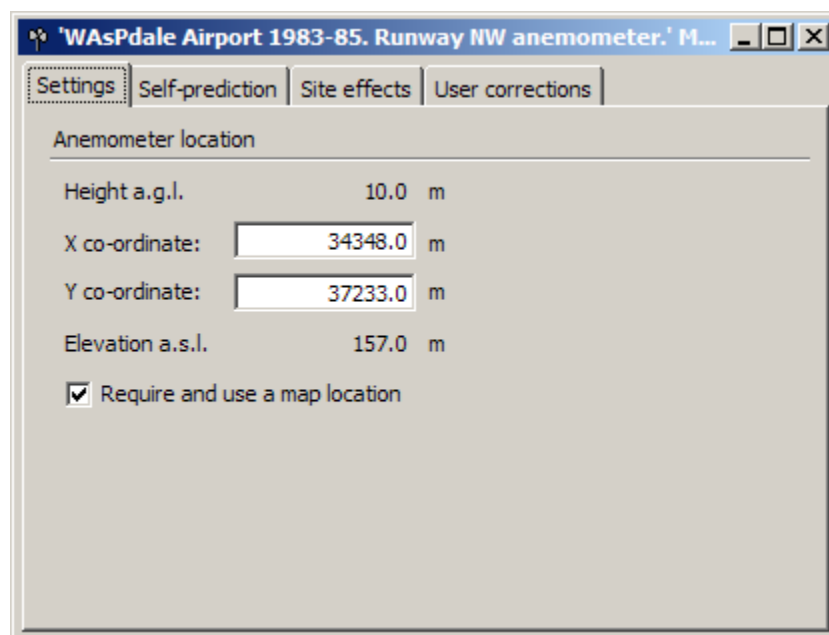 'WAsPdale Airport 1983-85. Runway NW anemometer.' M...
Settings Self-prediction Site effects User corrections
Anemometer location
Height a.g.l. 10.0 m
X co-ordinate: 34348.0 m
Y co-ordinate: 37233.0 m
Elevation a.s.l. 157.0 m
Require and use a map location